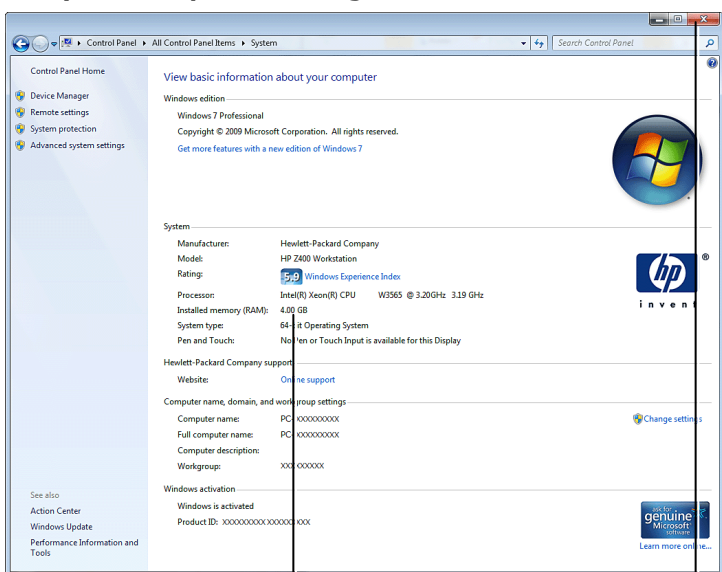 Control Panel ▸ All Control Panel Items ▸ System
Search Control Panel
Control Panel Home
Device Manager
Remote settings
System protection
Advanced system settings
View basic information about your computer
Windows edition
Windows 7 Professional
Copyright © 2009 Microsoft Corporation. All rights reserved.
Get more features with a new edition of Windows 7
System
Manufacturer: Hewlett-Packard Company
Model: HP Z400 Workstation
Rating: 5.9 Windows Experience Index
Processor: Intel(R) Xeon(R) CPU W3565 @ 3.20GHz 3.19 GHz
Installed memory (RAM): 4.00 GB
System type: 64-bit Operating System
Pen and Touch: No Pen or Touch Input is available for this Display
hp ®
invent
Hewlett-Packard Company support
Website: Online support
Computer name, domain, and workgroup settings
Computer name: PC-XXXXXXXXX
Change settings
Full computer name: PC-XXXXXXXXX
Computer description:
Workgroup:
Windows activation
Windows is activated
Product ID:
ask for
genuine
Microsoft
software
Learn more online...
See also
Action Center
Windows Update
Performance Information and
Tools